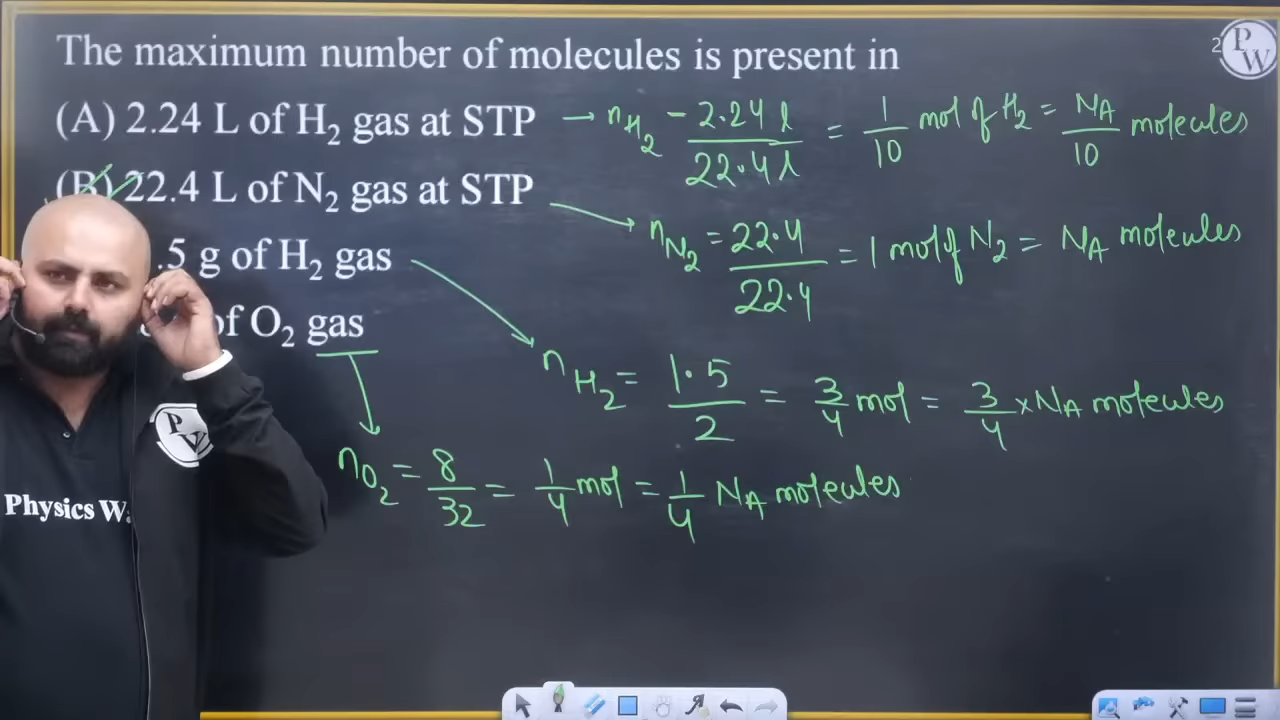 The maximum number of molecules is present in
2
PW
(A) 2.24 L of H₂ gas at STP → nH₂ - 2.24 l / 22.4 l = 1/10 mol of H₂ = NA/10 molecules
(B) 22.4 L of N₂ gas at STP → nN₂ = 22.4/22.4 = 1 mol of N₂ = NA molecules
.5 g of H₂ gas → nH₂ = 1.5/2 = 3/4 mol = 3/4 × NA molecules
of O₂ gas → nO₂ = 8/32 = 1/4 mol = 1/4 NA molecules
PW
Physics W